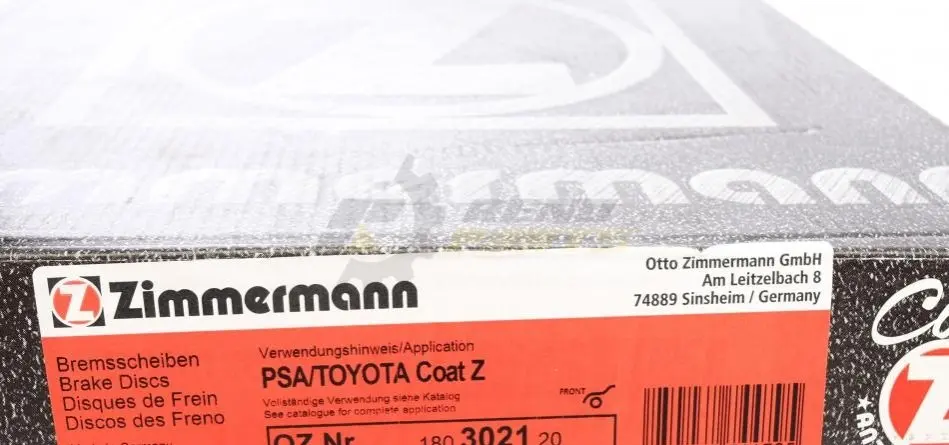 Zimmermann
Zimmermann
Otto Zimmermann GmbH
Am Leitzelbach 8
74889 Sinsheim / Germany
Bremsscheiben
Brake Discs
Disques de Frein
Discos des Freno
Verwendungshinweis/Application
PSA/TOYOTA Coat Z
Vollständige Verwendung siehe Katalog
See catalogue for complete application
FRONT
OZ Nr 180 3021 20